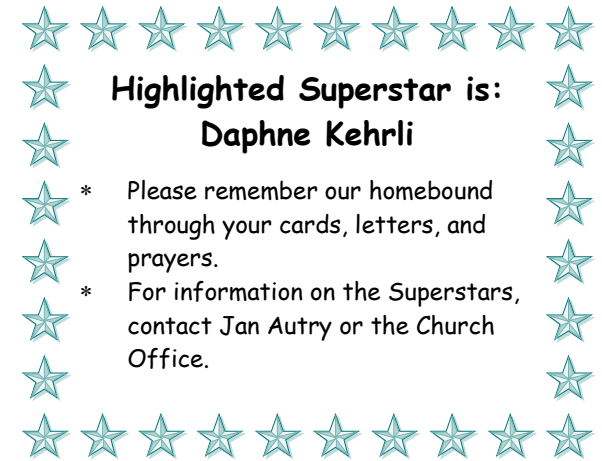 Highlighted Superstar is:
Daphne Kehrli
* Please remember our homebound
through your cards, letters, and
prayers.
* For information on the Superstars,
contact Jan Autry or the Church
Office.